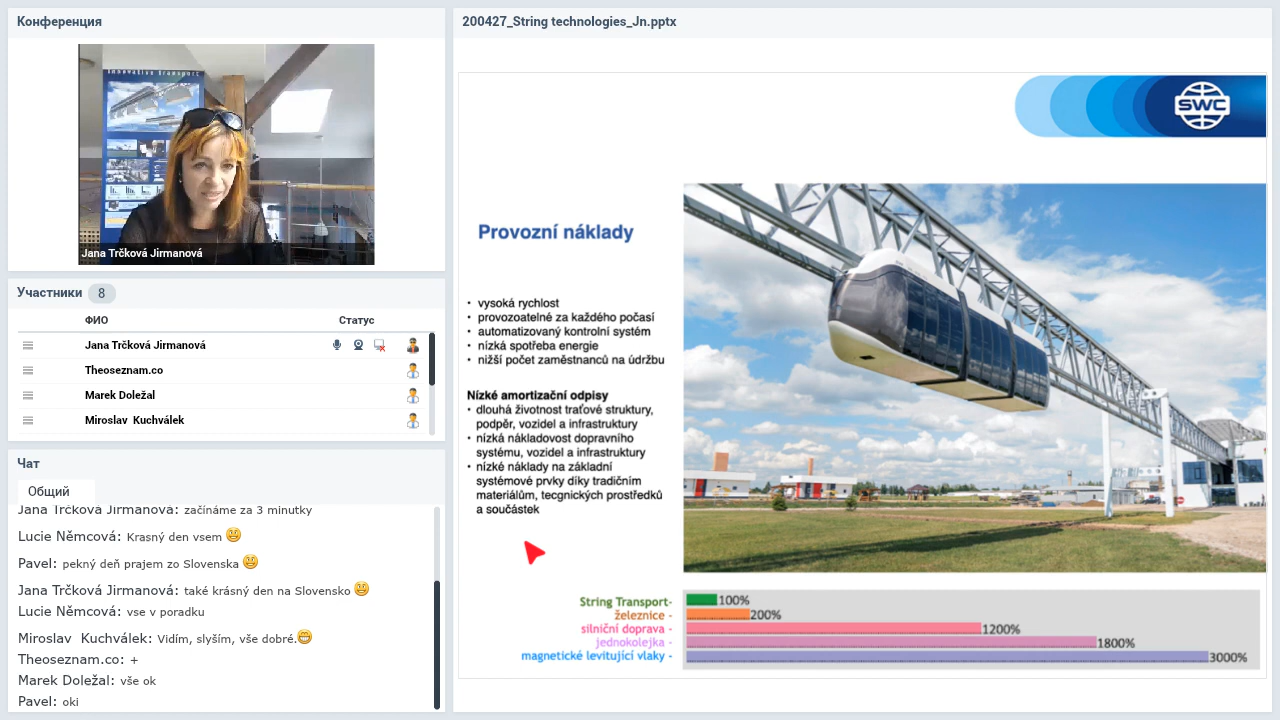 Конференция
Innovative transport
Jana Trčková Jirmanová
Участники 8
ФИО Статус
Jana Trčková Jirmanová
Theoseznam.co
Marek Doležal
Miroslav Kuchválek
Чат
Общий
Jana Trčková Jirmanová: začínáme za 3 minutky
Lucie Němcová: Krasný den vsem
Pavel: pekný deň prajem zo Slovenska
Jana Trčková Jirmanová: také krásný den na Slovensko
Lucie Němcová: vse v poradku
Miroslav Kuchválek: Vidím, slyším, vše dobré.
Theoseznam.co: +
Marek Doležal: vše ok
Pavel: oki
200427_String technologies_Jn.pptx
SWC
Provozní náklady
• vysoká rychlost
• provozoatelné za každého počasí
• automatizovaný kontrolní systém
• nízká spotřeba energie
• nižší počet zaměstnanců na údržbu
Nízké amortizační odpisy
• dlouhá životnost traťové struktury,
podpěr, vozidel a infrastruktury
• nízká nákladovost dopravního
systému, vozidel a infrastruktury
• nízké náklady na základní
systémové prvky díky tradičním
materiálům, tecgnických prostředků
a součástek
String Transport- 100%
železnice - 200%
silniční doprava - 1200%
jednokolejka - 1800%
magnetické levitující vlaky - 3000%